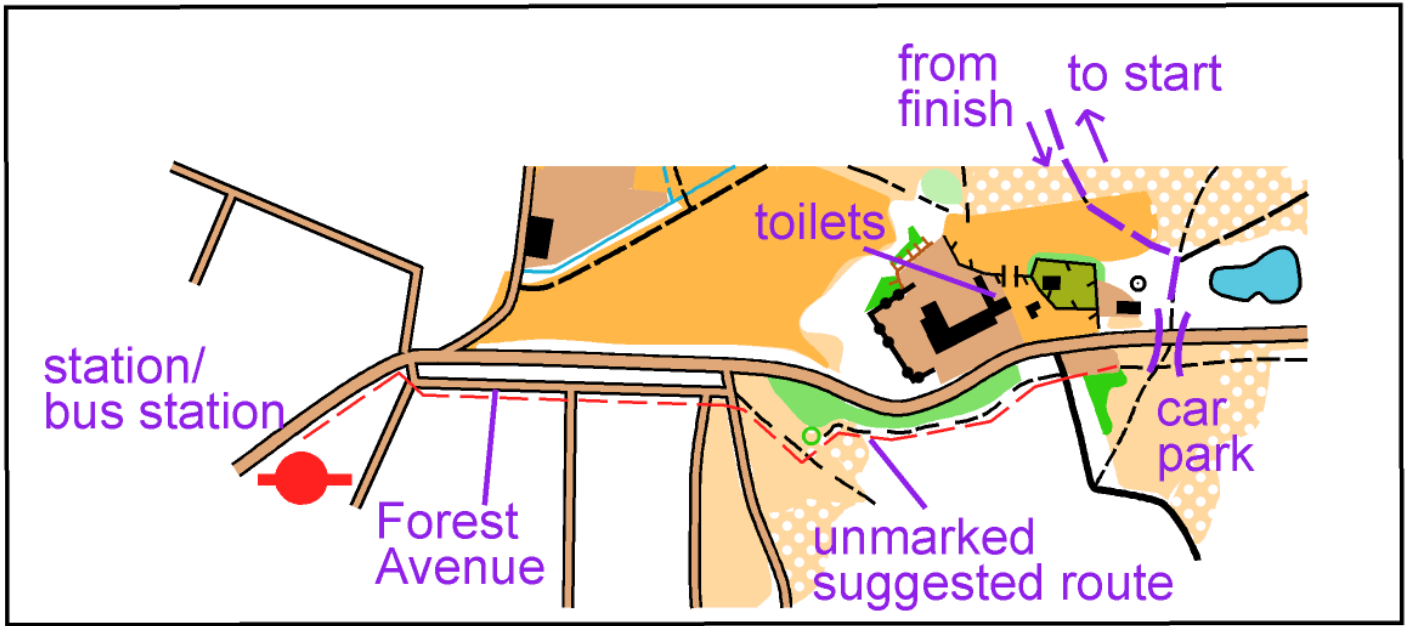 from
finish
to start
toilets
station/
bus station
car
park
Forest
Avenue
unmarked
suggested route